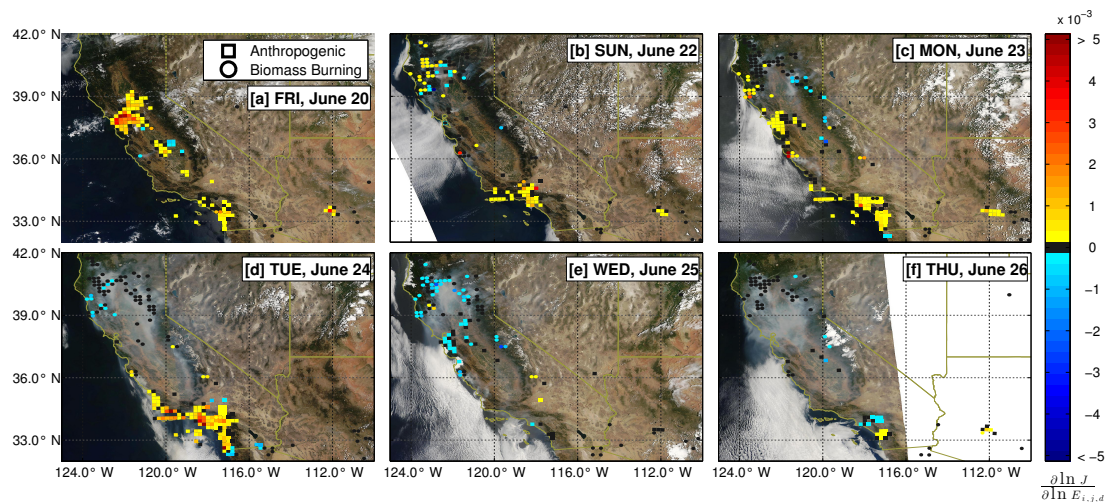 x 10⁻³
42.0° N
Anthropogenic
Biomass Burning
[a] FRI, June 20
[b] SUN, June 22
[c] MON, June 23
> 5
39.0° N
4
3
36.0° N
2
33.0° N
1
42.0° N
[d] TUE, June 24
[e] WED, June 25
[f] THU, June 26
0
39.0° N
−1
−2
36.0° N
−3
33.0° N
−4
< −5
124.0° W 120.0° W 116.0° W 112.0° W 124.0° W 120.0° W 116.0° W 112.0° W 124.0° W 120.0° W 116.0° W 112.0° W
∂ ln J
∂ ln E_{i,j,d}